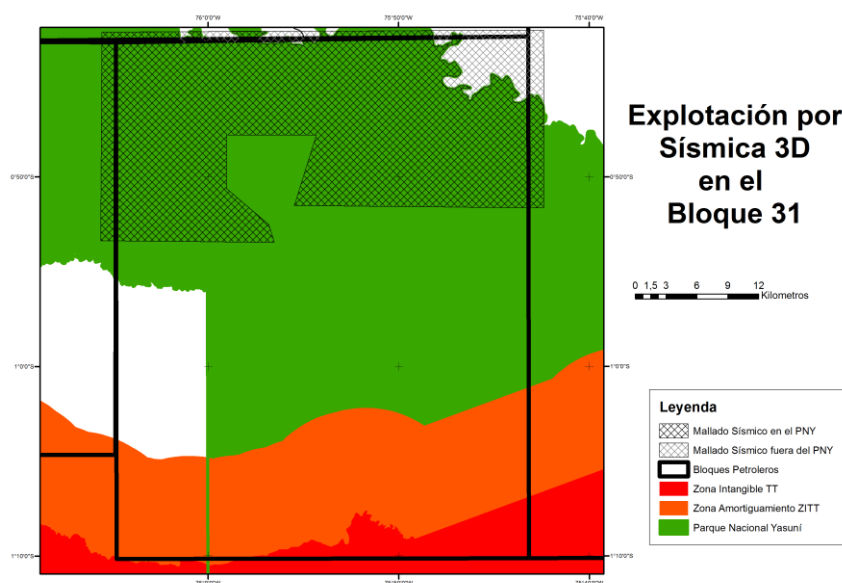 76°0'0"W
75°50'0"W
75°40'0"W
Explotación por
Sísmica 3D
en el
Bloque 31
0°50'0"S
0°50'0"S
0 1,5 3 6 9 12
Kilometros
1°0'0"S
1°0'0"S
Leyenda
Mallado Sísmico en el PNY
Mallado Sísmico fuera del PNY
Bloques Petroleros
Zona Intangible TT
Zona Amortiguamiento ZITT
Parque Nacional Yasuní
1°10'0"S
1°10'0"S